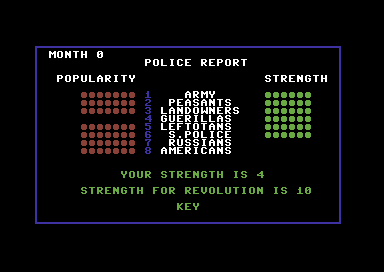 MONTH 0
POLICE REPORT
POPULARITY STRENGTH
1 ARMY
2 PEASANTS
3 LANDOWNERS
4 GUERILLAS
5 LEFTOTANS
6 S.POLICE
7 RUSSIANS
8 AMERICANS
YOUR STRENGTH IS 4
STRENGTH FOR REVOLUTION IS 10
KEY